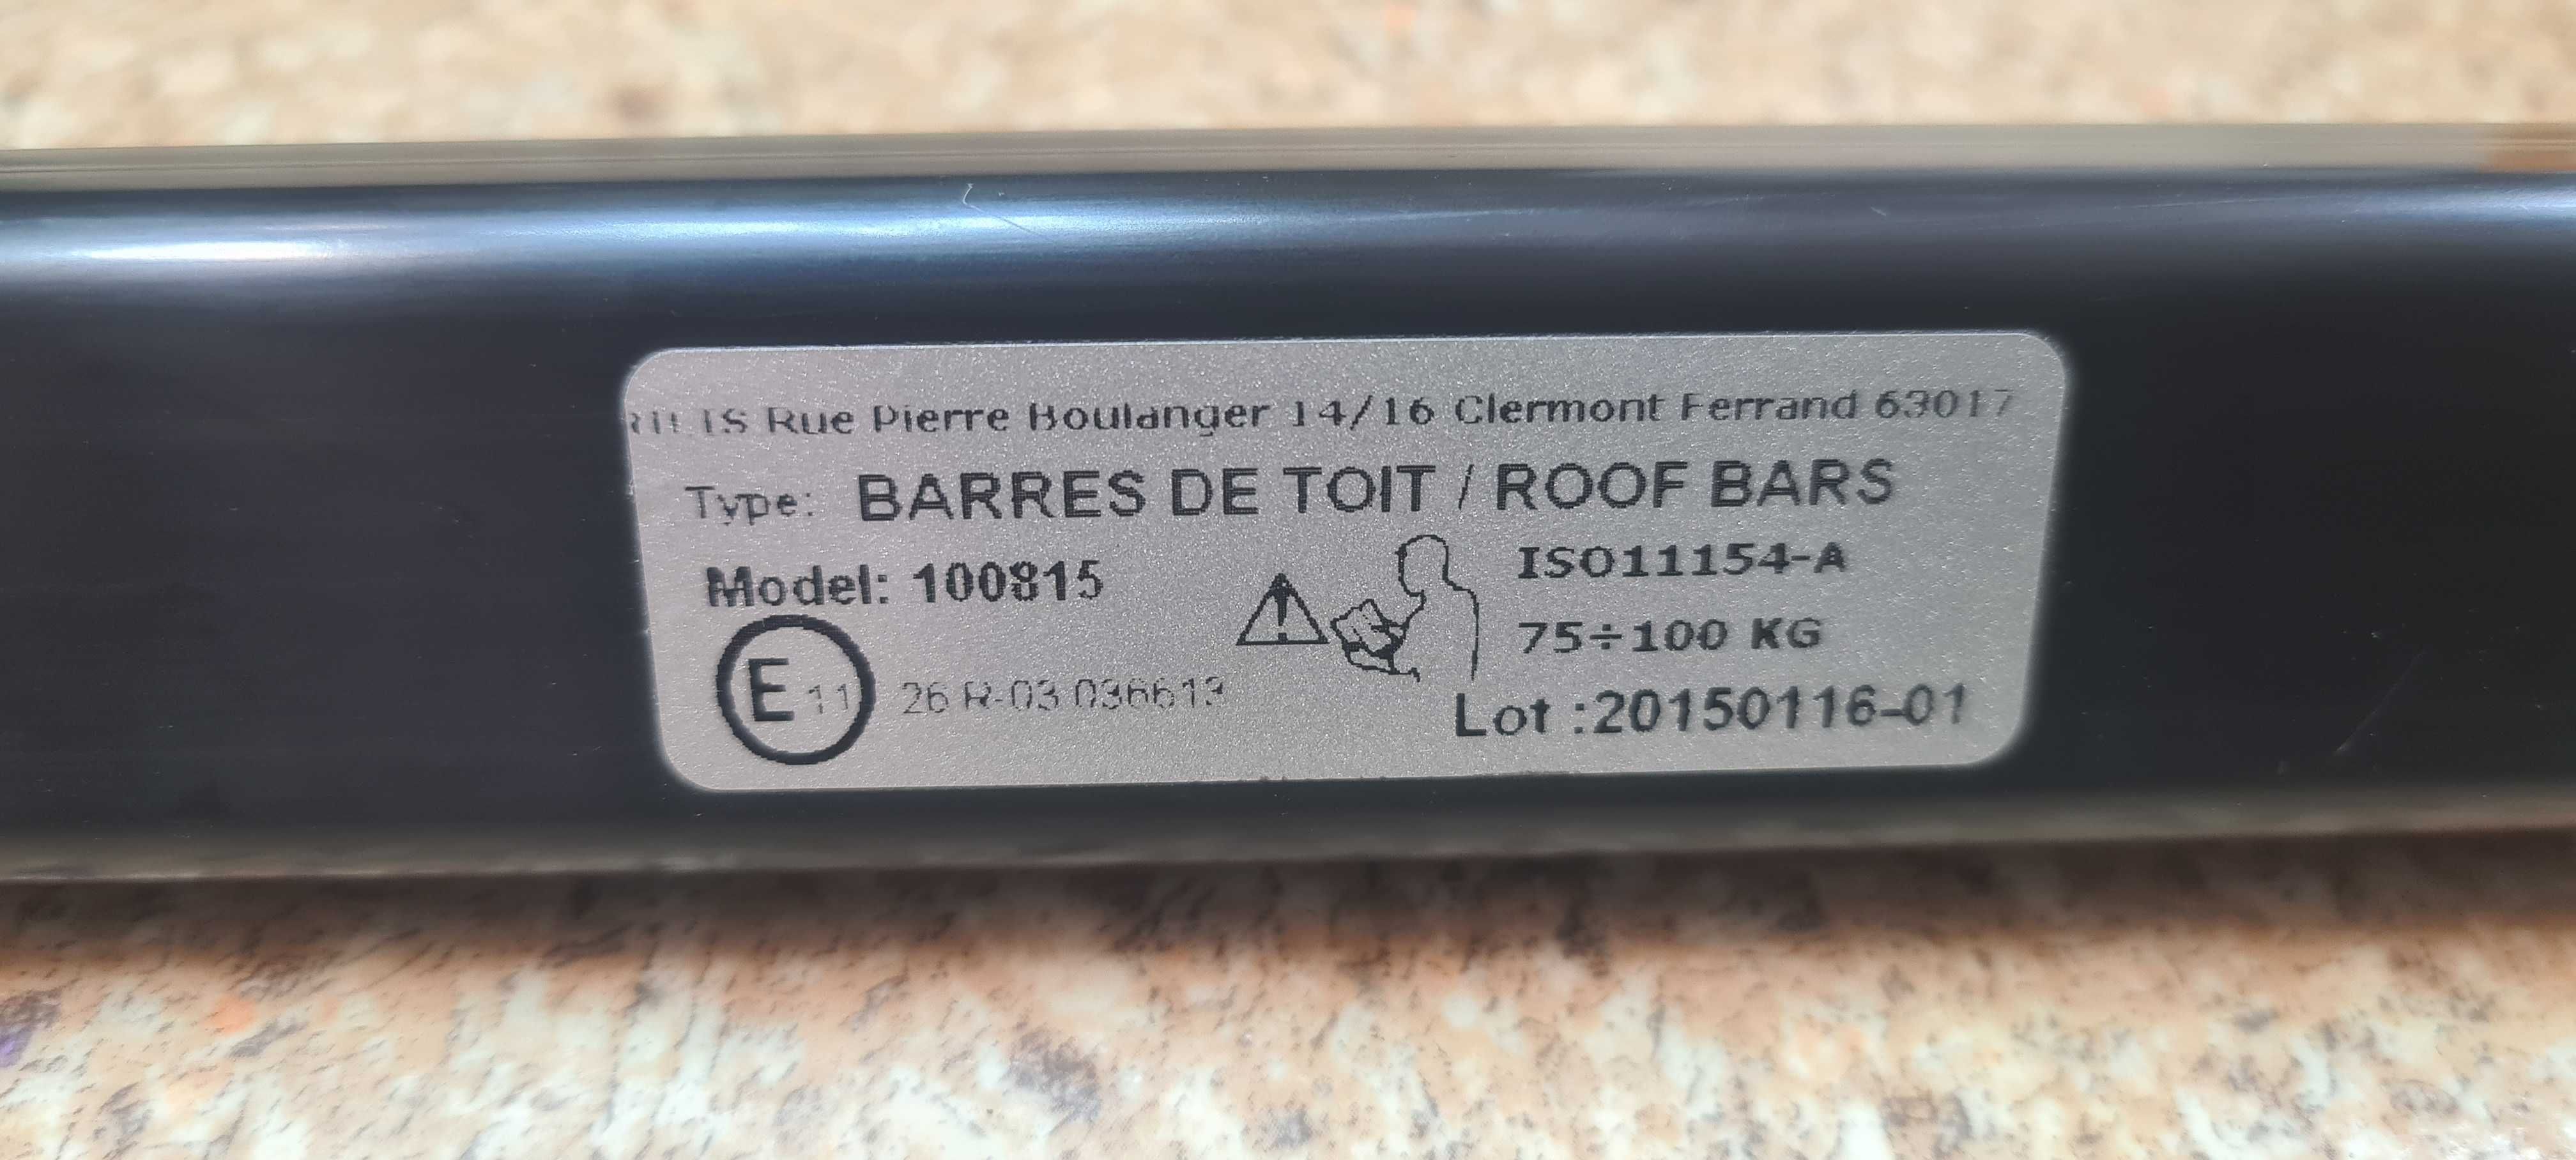 Rue Pierre Boulanger 14/16 Clermont Ferrand 63017
Type: BARRES DE TOIT / ROOF BARS
Model: 100815
ISO11154-A
75÷100 KG
E 11 26 R-03 036613
Lot :20150116-01